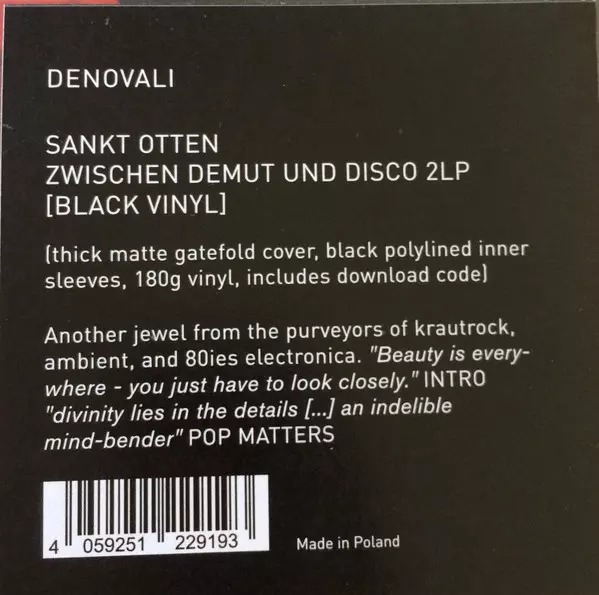 DENOVALI
SANKT OTTEN
ZWISCHEN DEMUT UND DISCO 2LP
[BLACK VINYL]
(thick matte gatefold cover, black polylined inner
sleeves, 180g vinyl, includes download code)
Another jewel from the purveyors of krautrock,
ambient, and 80ies electronica. "Beauty is every-
where - you just have to look closely." INTRO
"divinity lies in the details [...] an indelible
mind-bender" POP MATTERS
4 059251 229193
Made in Poland